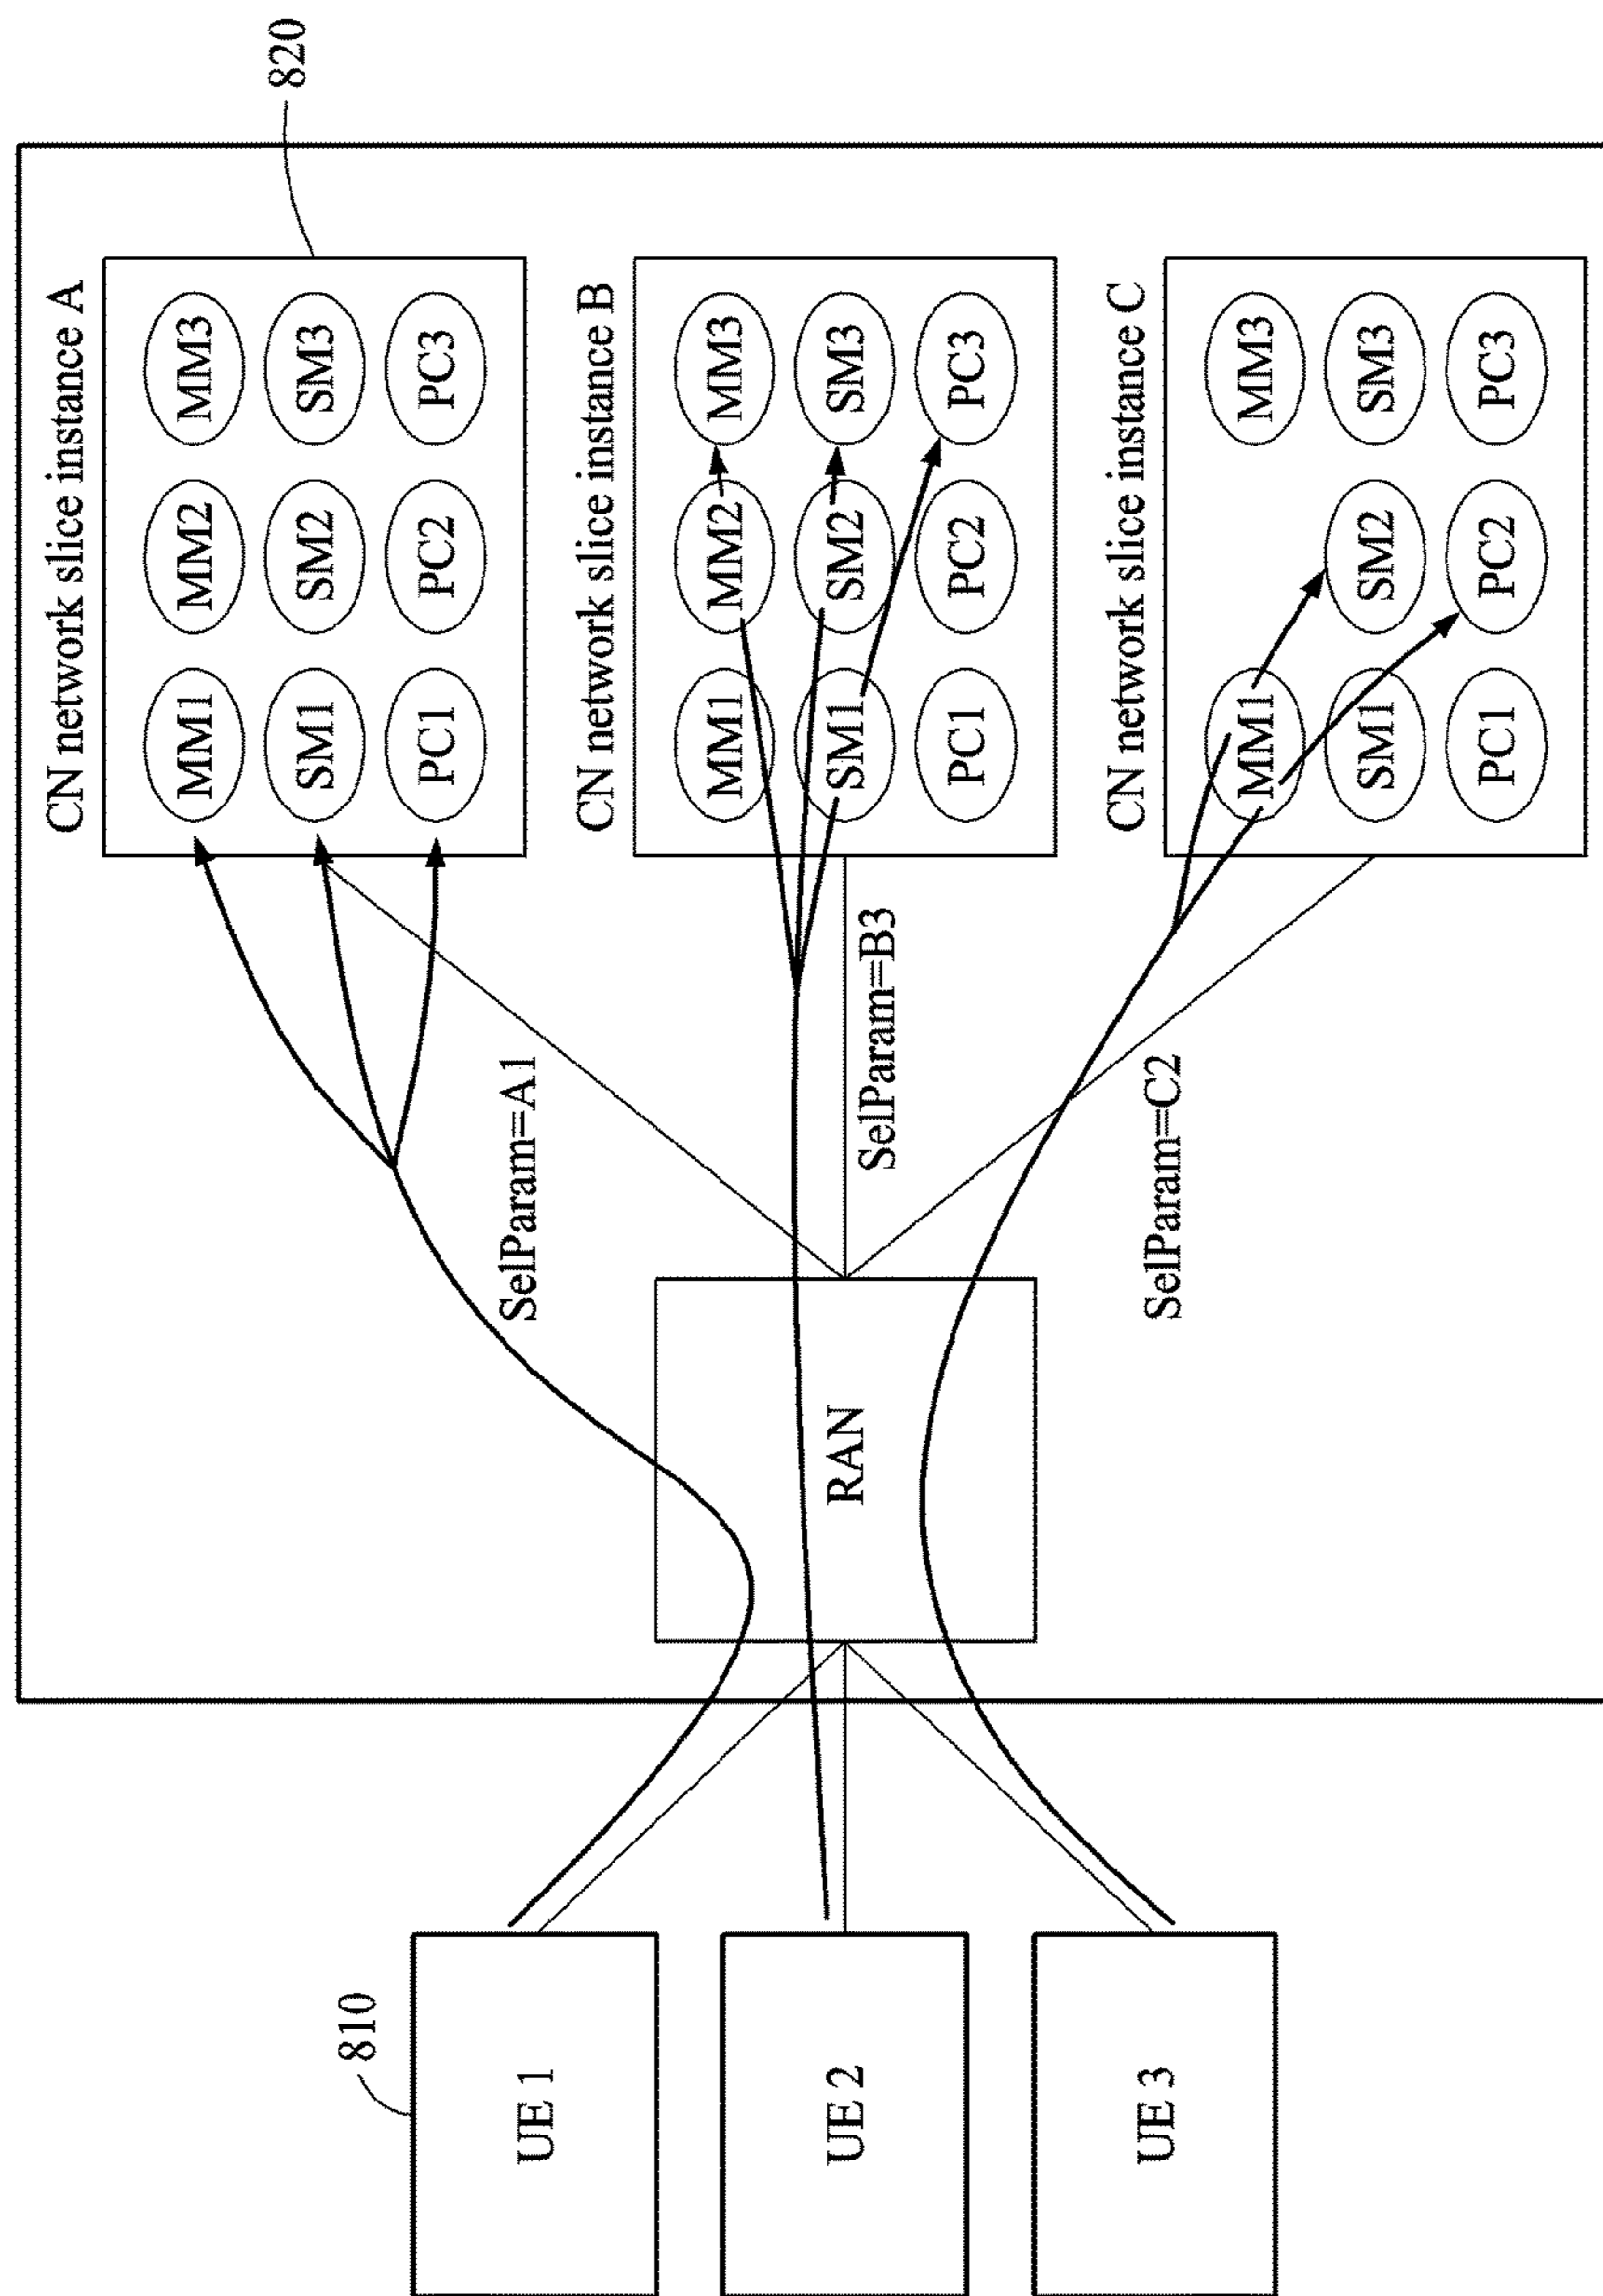 810
UE 1
UE 2
UE 3
RAN
SelParam=A1
SelParam=B3
SelParam=C2
820
CN network slice instance A
MM1 MM2 MM3
SM1 SM2 SM3
PC1 PC2 PC3
CN network slice instance B
MM1 MM2 MM3
SM1 SM2 SM3
PC1 PC2 PC3
CN network slice instance C
MM1 MM3
SM1 SM2 SM3
PC1 PC2 PC3